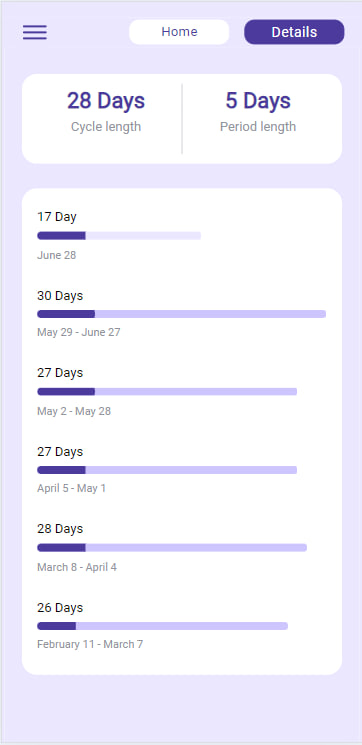 Home
Details
28 Days
5 Days
Cycle length
Period length
17 Day
June 28
30 Days
May 29 - June 27
27 Days
May 2 - May 28
27 Days
April 5 - May 1
28 Days
March 8 - April 4
26 Days
February 11 - March 7